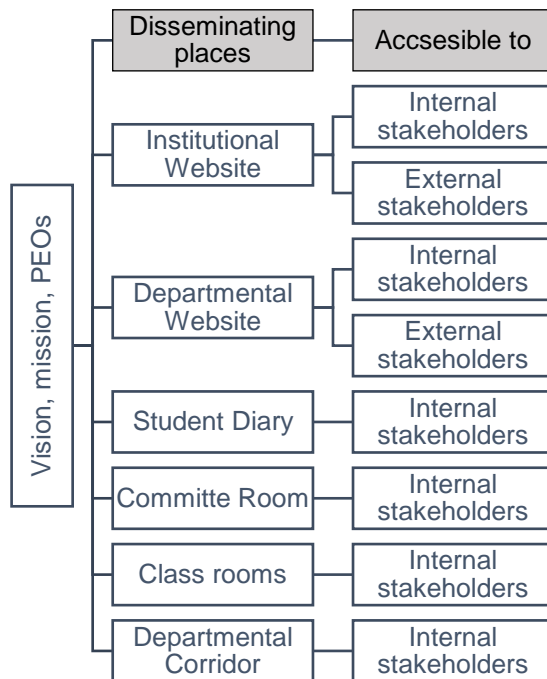 Disseminating
places
Accsesible to
Vision, mission, PEOs
Institutional
Website
Internal
stakeholders
External
stakeholders
Departmental
Website
Internal
stakeholders
External
stakeholders
Student Diary
Internal
stakeholders
Committe Room
Internal
stakeholders
Class rooms
Internal
stakeholders
Departmental
Corridor
Internal
stakeholders